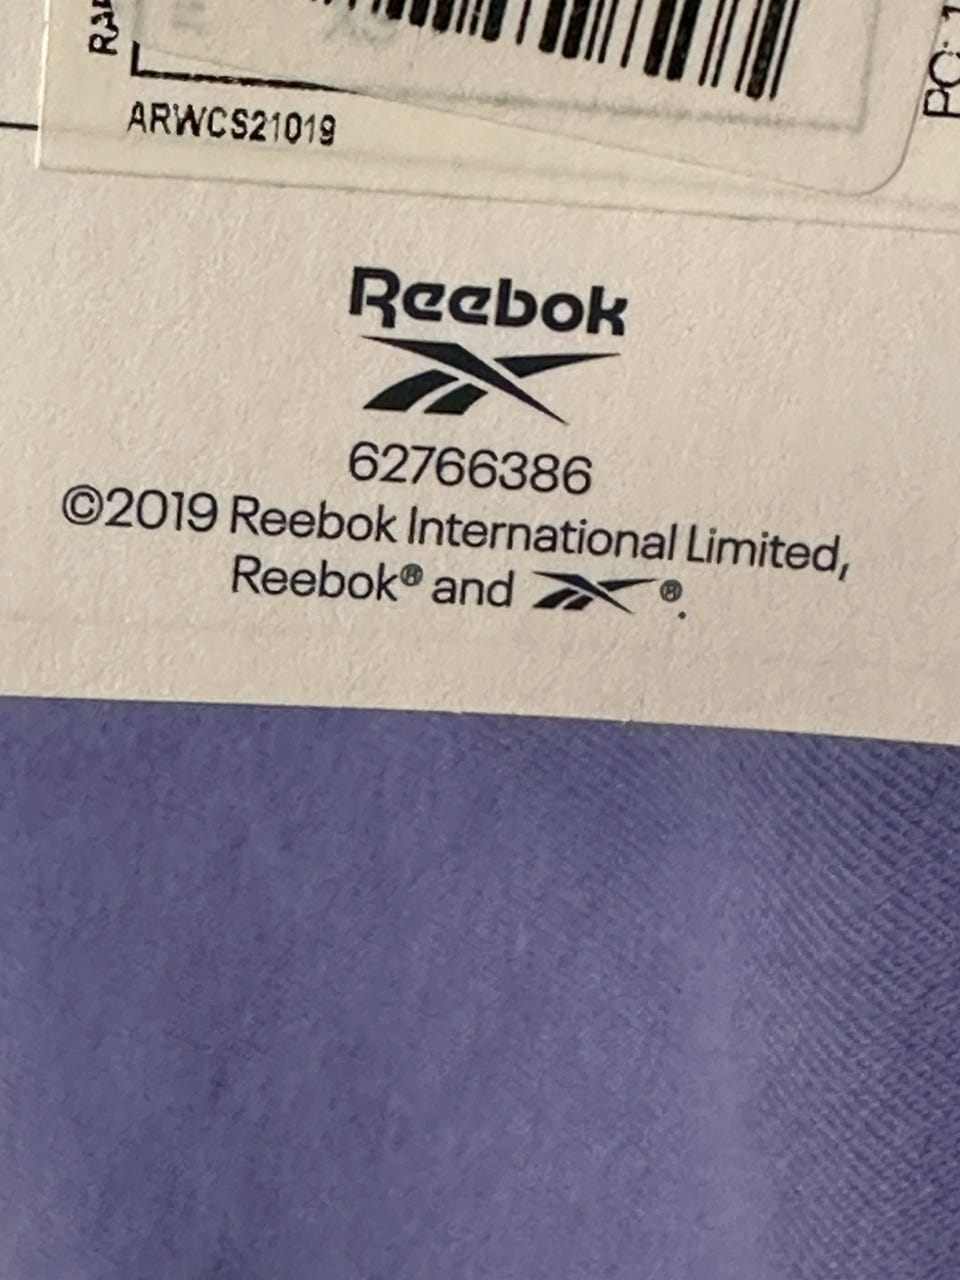 ARWCS21019
Reebok
62766386
©2019 Reebok International Limited,
Reebok® and ®.